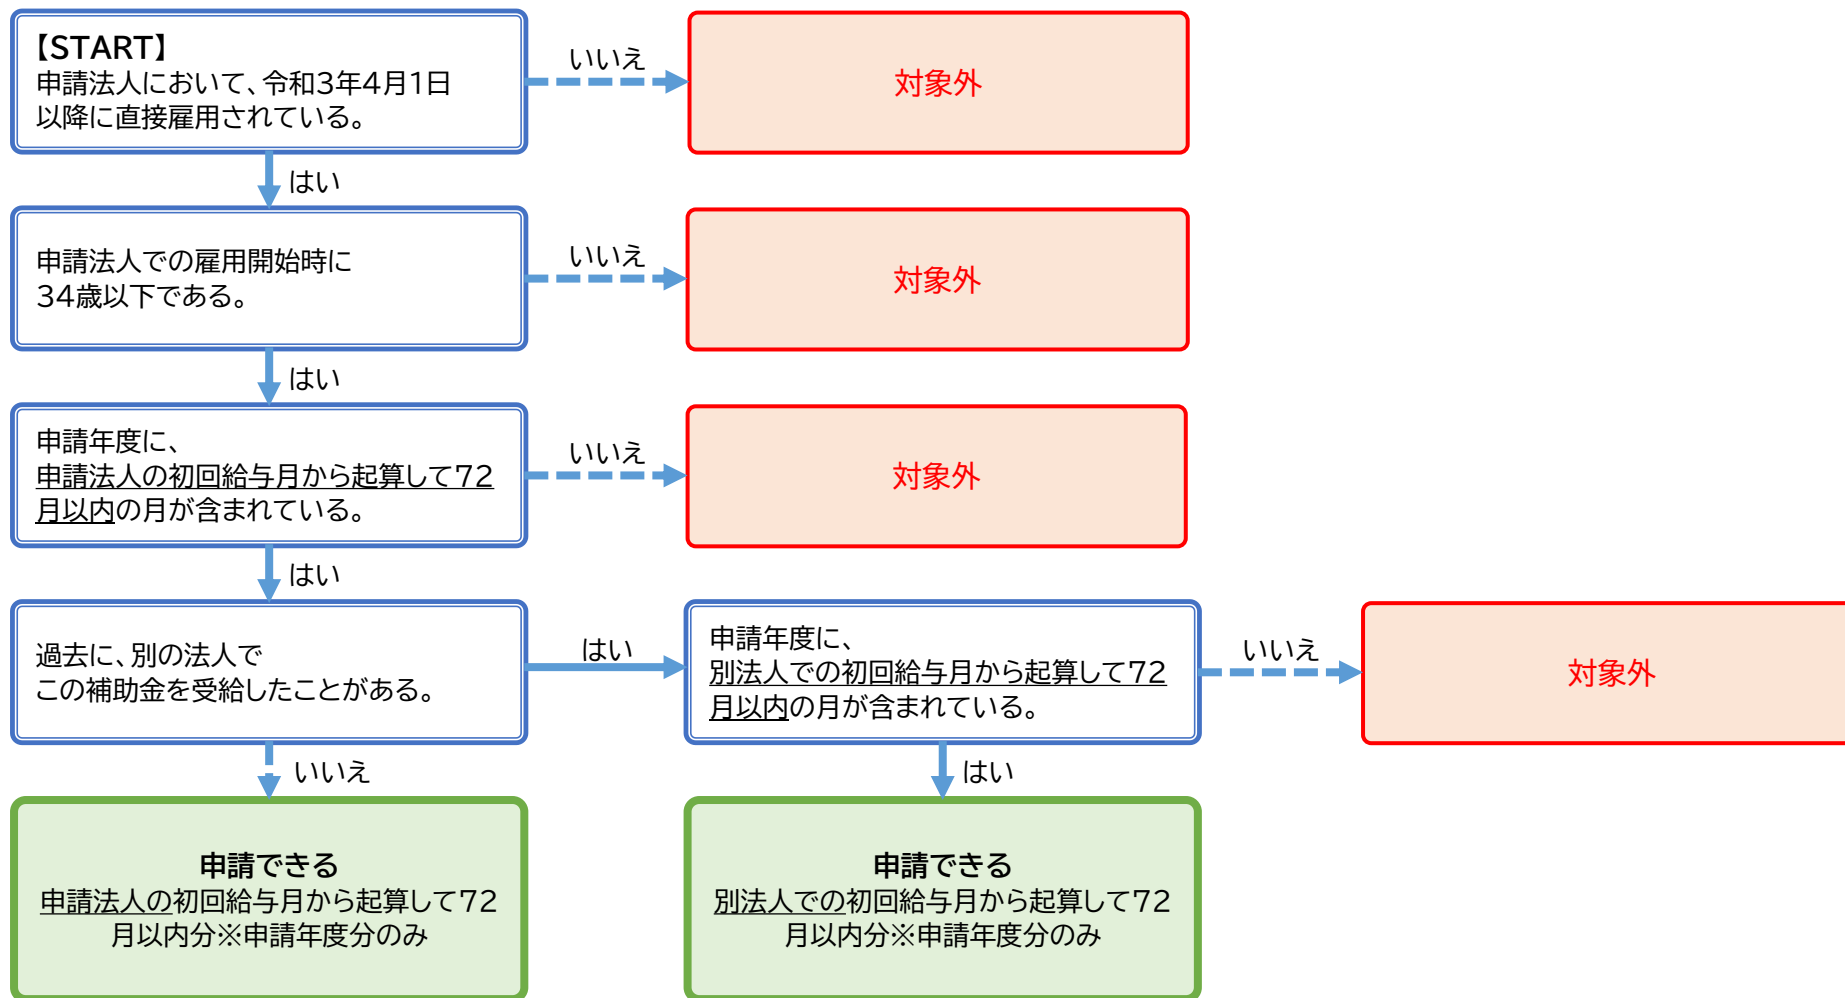 【START】
申請法人において、令和3年4月1日
以降に直接雇用されている。
いいえ
対象外
はい
申請法人での雇用開始時に
34歳以下である。
いいえ
対象外
はい
申請年度に、
申請法人の初回給与月から起算して72
月以内の月が含まれている。
いいえ
対象外
はい
過去に、別の法人で
この補助金を受給したことがある。
はい
申請年度に、
別法人での初回給与月から起算して72
月以内の月が含まれている。
いいえ
対象外
いいえ
はい
申請できる
申請法人の初回給与月から起算して72
月以内分※申請年度分のみ
申請できる
別法人での初回給与月から起算して72
月以内分※申請年度分のみ